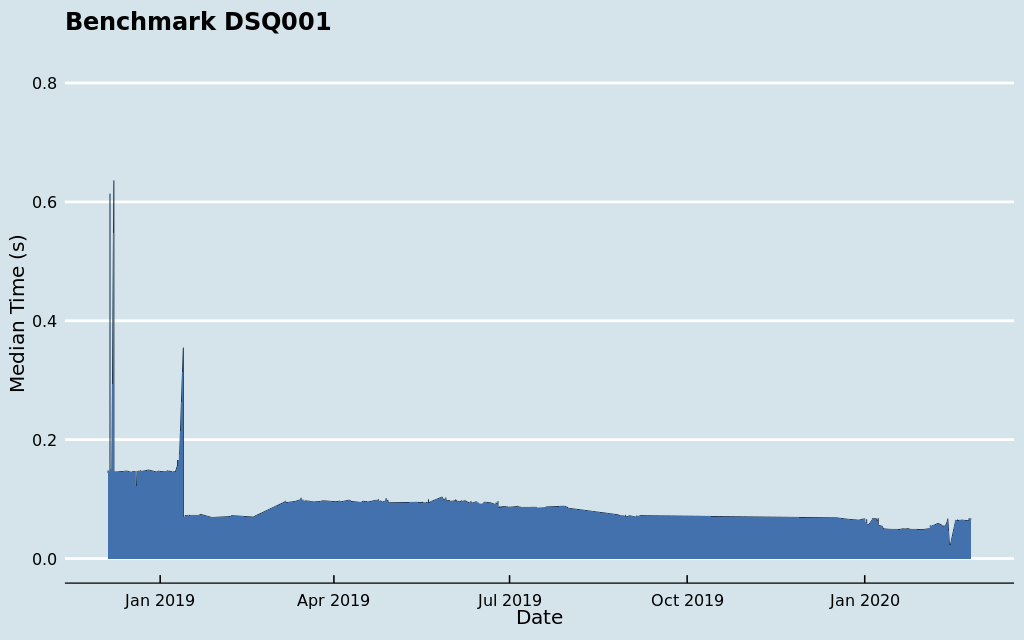 Benchmark DSQ001
Median Time (s)
0.8
0.6
0.4
0.2
0.0
Jan 2019
Apr 2019
Jul 2019
Oct 2019
Jan 2020
Date